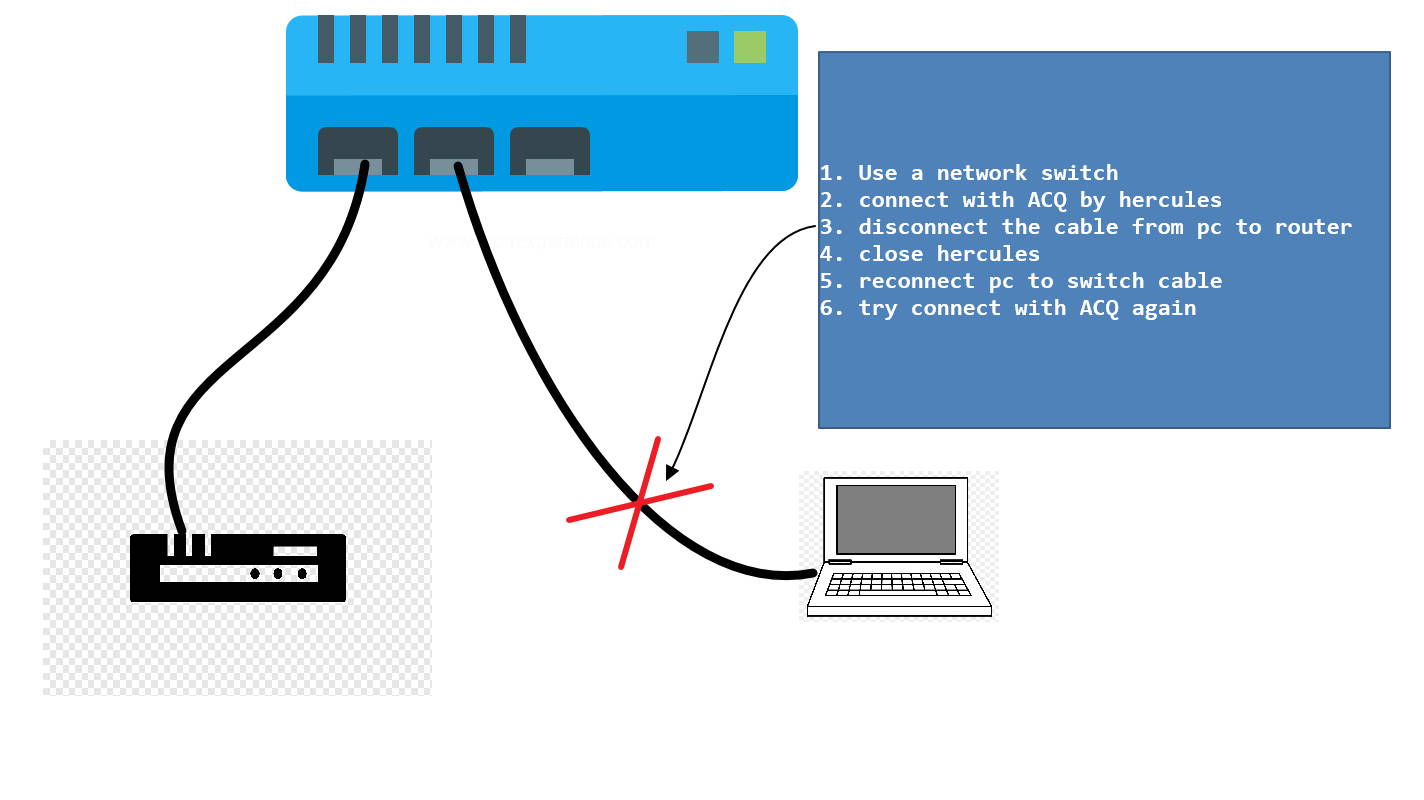 1. Use a network switch
2. connect with ACQ by hercules
3. disconnect the cable from pc to router
4. close hercules
5. reconnect pc to switch cable
6. try connect with ACQ again